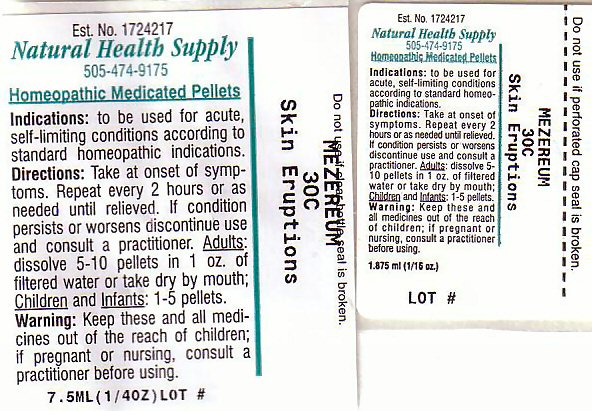 Est. No. 1724217
Natural Health Supply
505-474-9175
Homeopathic Medicated Pellets
Indications: to be used for acute,
self-limiting conditions according to
standard homeopathic indications.
Directions: Take at onset of symp-
toms. Repeat every 2 hours or as
needed until relieved. If condition
persists or worsens discontinue use
and consult a practitioner. Adults:
dissolve 5-10 pellets in 1 oz. of
filtered water or take dry by mouth;
Children and Infants: 1-5 pellets.
Warning: Keep these and all medi-
cines out of the reach of children;
if pregnant or nursing, consult a
practitioner before using.
7.5ML(1/4OZ)LOT #
Do not use if clear bottle seal is broken.
MEZEREUM
30C
Skin Eruptions
Est. No. 1724217
Natural Health Supply
505-474-9175
Homeopathic Medicated Pellets
Indications: to be used for
acute, self-limiting conditions
according to standard homeo-
pathic indications.
Directions: Take at onset of
symptoms. Repeat every 2
hours or as needed until relieved.
If condition persists or worsens
discontinue use and consult a
practitioner. Adults: dissolve 5-
10 pellets in 1 oz. of filtered
water or take dry by mouth;
Children and Infants: 1-5 pellets.
Warning: Keep these and
all medicines out of the reach
of children; if pregnant or
nursing, consult a practitioner
before using.
1.875 ml (1/16 oz.)
LOT #
MEZEREUM
30C
Skin Eruptions
Do not use if perforated cap seal is broken.